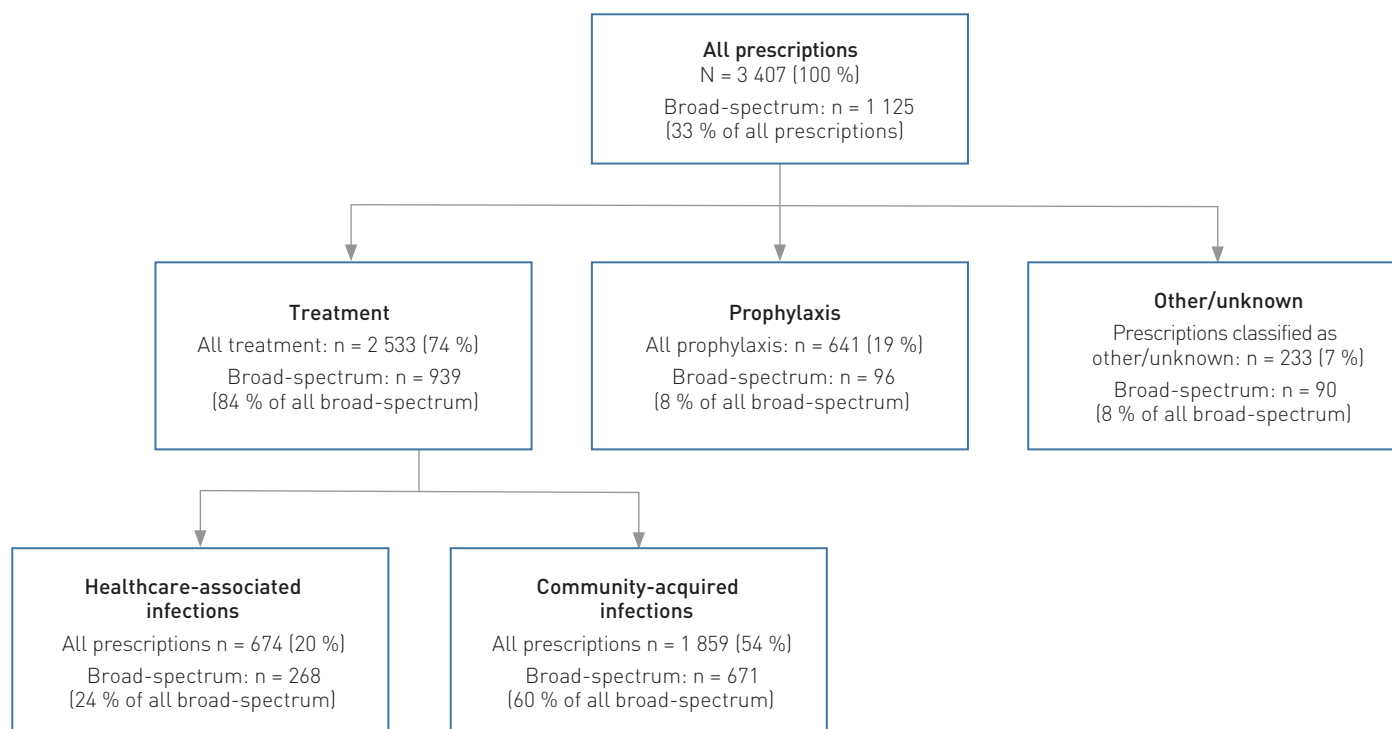 All prescriptions
N = 3 407 (100 %)
Broad-spectrum: n = 1 125
(33 % of all prescriptions)
Treatment
All treatment: n = 2 533 (74 %)
Broad-spectrum: n = 939
(84 % of all broad-spectrum)
Prophylaxis
All prophylaxis: n = 641 (19 %)
Broad-spectrum: n = 96
(8 % of all broad-spectrum)
Other/unknown
Prescriptions classified as
other/unknown: n = 233 (7 %)
Broad-spectrum: n = 90
(8 % of all broad-spectrum)
Healthcare-associated
infections
All prescriptions n = 674 (20 %)
Broad-spectrum: n = 268
(24 % of all broad-spectrum)
Community-acquired
infections
All prescriptions n = 1 859 (54 %)
Broad-spectrum: n = 671
(60 % of all broad-spectrum)